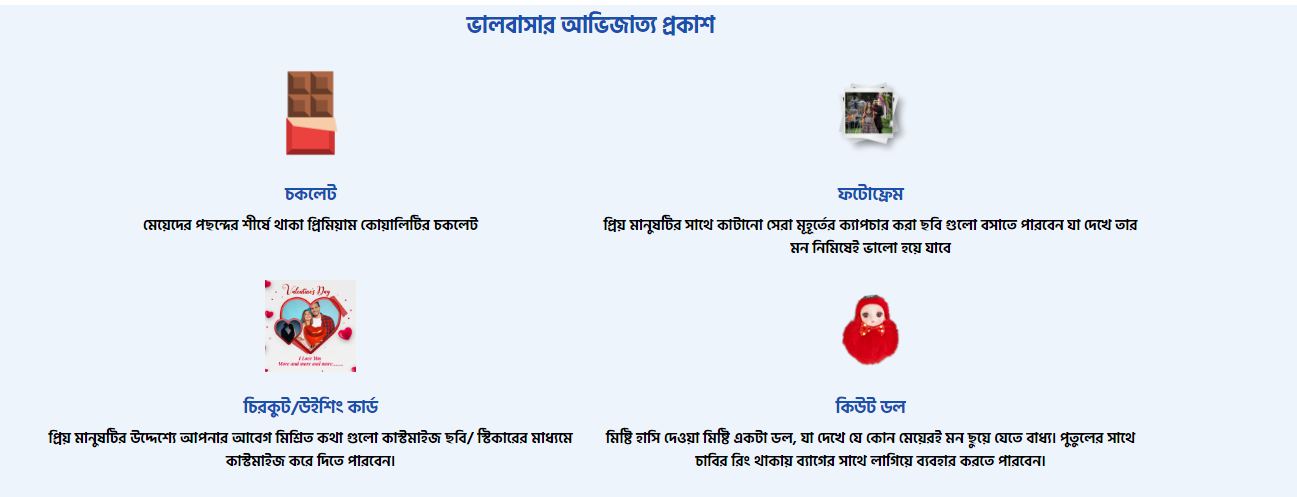 ভালবাসার আভিজাত্য প্রকাশ
চকলেট
মেয়েদের পছন্দের শীর্ষে থাকা প্রিমিয়াম কোয়ালিটির চকলেট
ফটোফ্রেম
প্রিয় মানুষটির সাথে কাটানো সেরা মূহূর্তের ক্যাপচার করা ছবি গুলো বসাতে পারবেন যা দেখে তার
মন নিমিষেই ভালো হয়ে যাবে
Valentine's Day
I Love You
More and more and more......
চিরকুট/উইশিং কার্ড
প্রিয় মানুষটির উদ্দেশ্যে আপনার আবেগ মিশ্রিত কথা গুলো কাস্টমাইজ ছবি/ স্টিকারের মাধ্যমে
কাস্টমাইজ করে দিতে পারবেন।
কিউট ডল
মিষ্টি হাসি দেওয়া মিষ্টি একটা ডল, যা দেখে যে কোন মেয়েরই মন ছুয়ে যেতে বাধ্য। পুতুলের সাথে
চাবির রিং থাকায় ব্যাগের সাথে লাগিয়ে ব্যবহার করতে পারবেন।